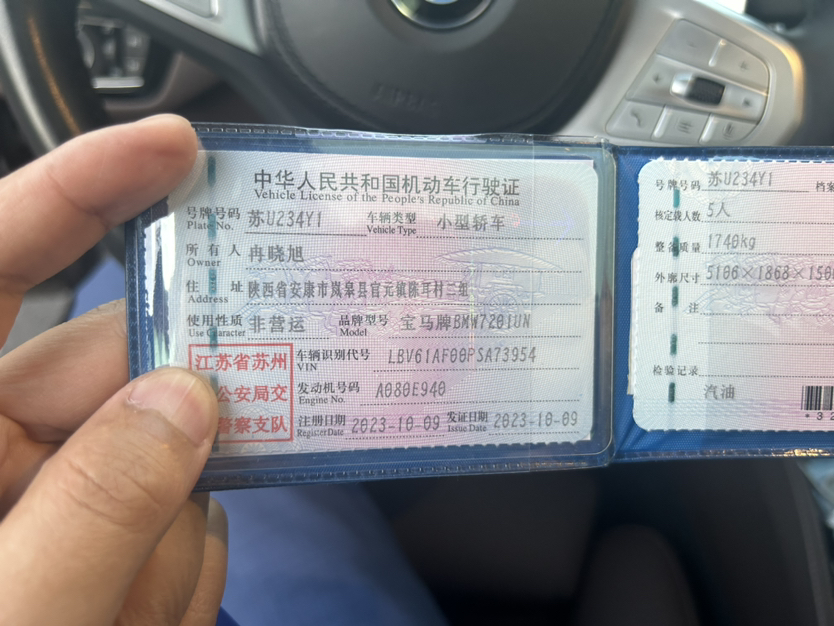 中华人民共和国机动车行驶证
Vehicle License of the People's Republic of China
号牌号码 苏U234Y1 车辆类型 小型轿车
Plate No. Vehicle Type
所有人 冉晓旭
Owner
住址 陕西省安康市岚皋县官元镇陈耳村三组
Address
使用性质 非营运 品牌型号 宝马牌BMW7201UN
Use Character Model
江苏省苏州
公安局交
警察支队
车辆识别代号 LBV61AF00PSA73954
VIN
发动机号码 A080E940
Engine No.
注册日期 2023-10-09 发证日期 2023-10-09
Register Date Issue Date
号牌号码 苏U234Y1 档案
核定载人数 5人
整备质量 1740kg
外廓尺寸 5106×1868×150
备注
检验记录
汽油
*32